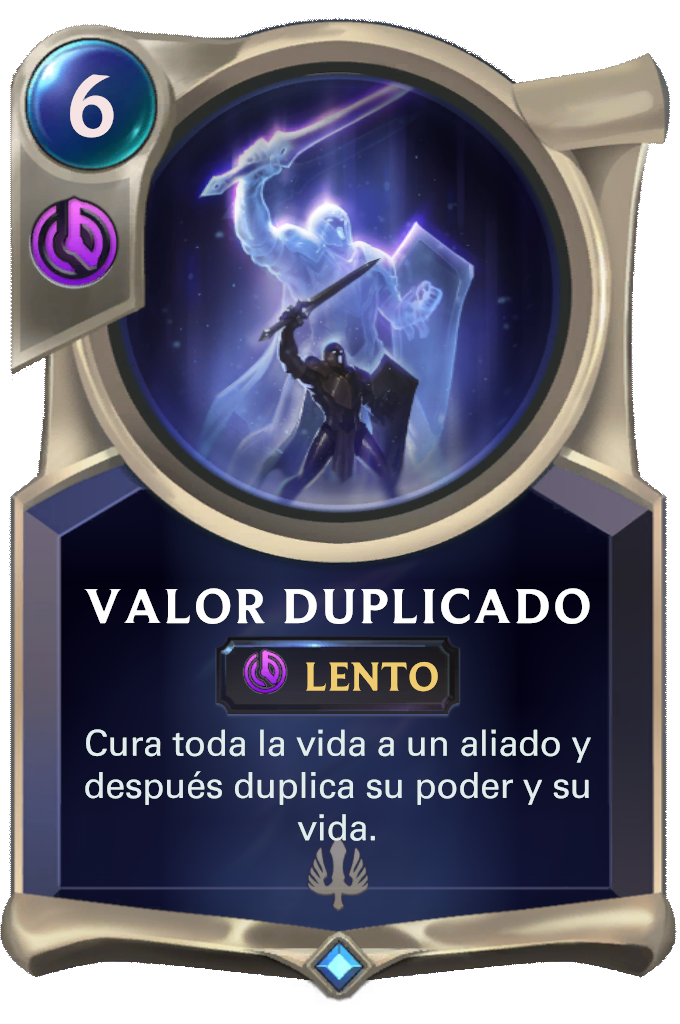 6
VALOR DUPLICADO
LENTO
Cura toda la vida a un aliado y
después duplica su poder y su
vida.